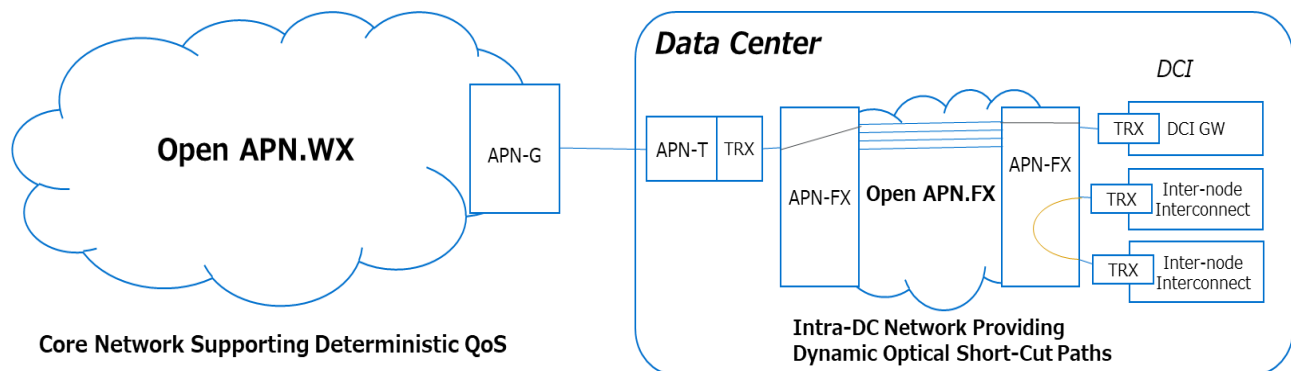 Data Center
DCI
Open APN.WX
APN-G
APN-T
TRX
APN-FX
Open APN.FX
APN-FX
TRX
DCI GW
TRX
Inter-node
Interconnect
TRX
Inter-node
Interconnect
Core Network Supporting Deterministic QoS
Intra-DC Network Providing
Dynamic Optical Short-Cut Paths